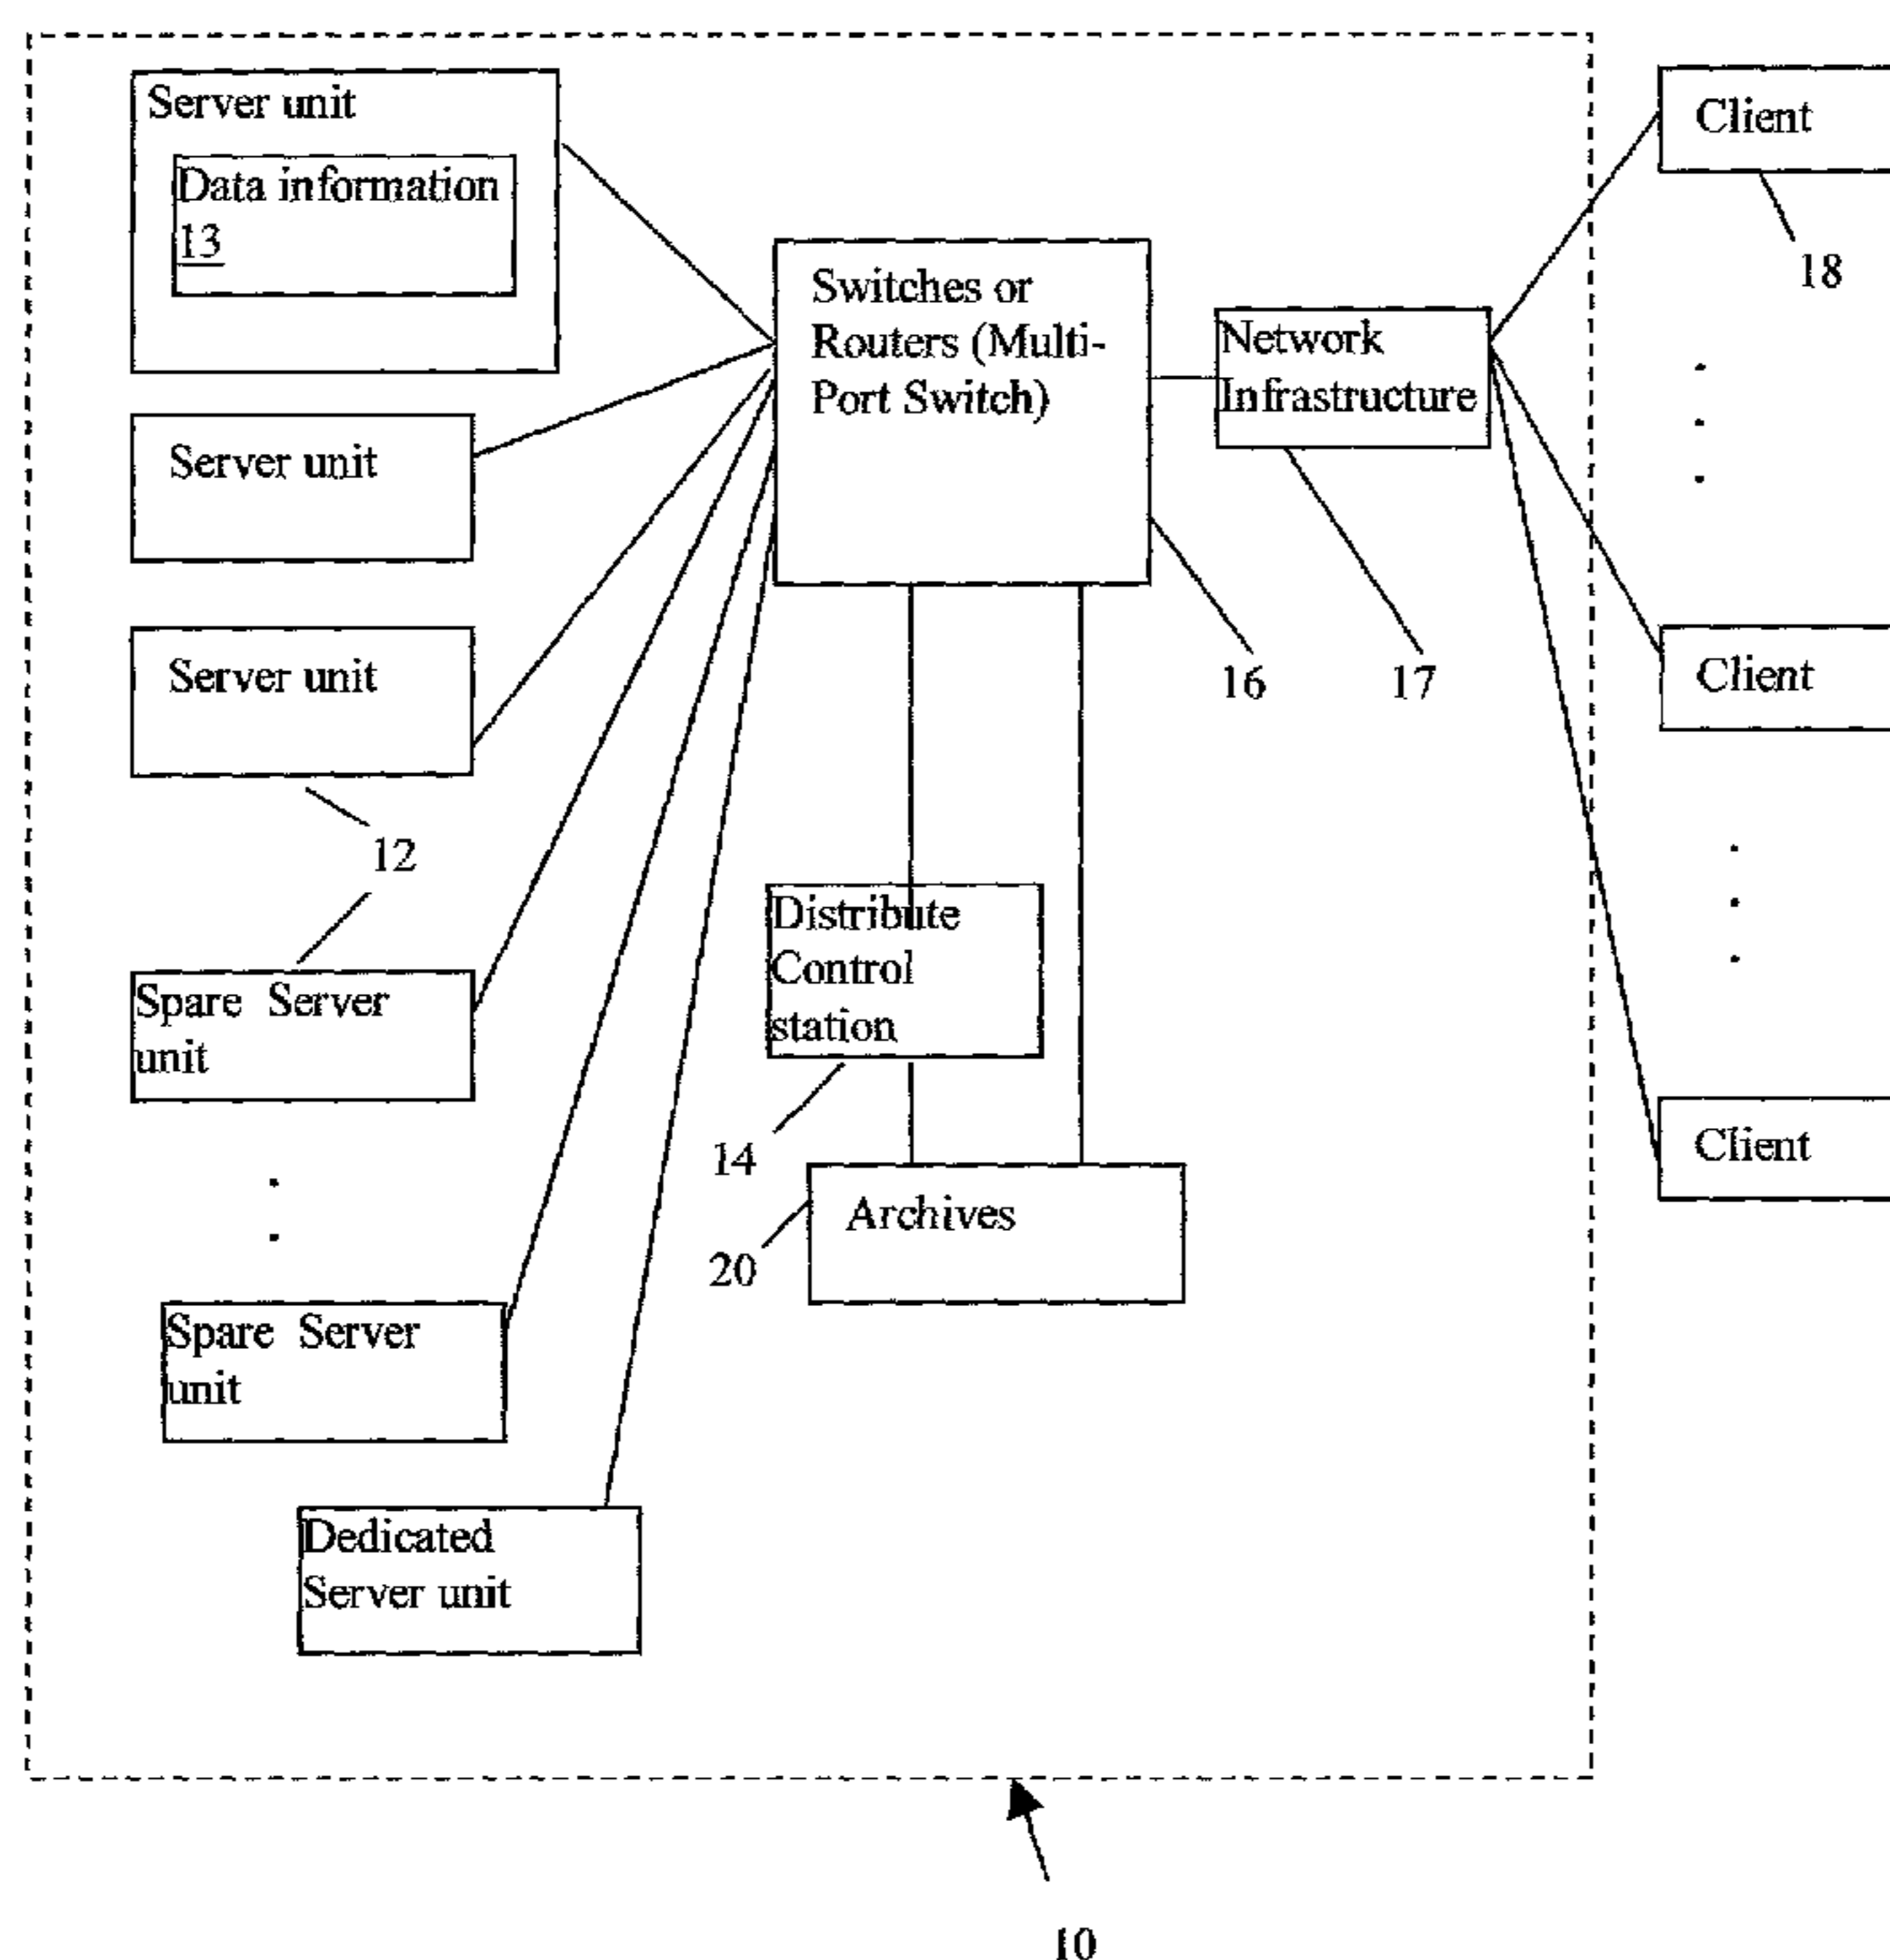 Server unit
Data information
13
Server unit
Server unit
12
Spare Server
unit
Spare Server
unit
Dedicated
Server unit
Switches or
Routers (Multi-
Port Switch)
16
Network
Infrastructure
17
Distribute
Control
station
14
Archives
20
Client
18
Client
Client
10